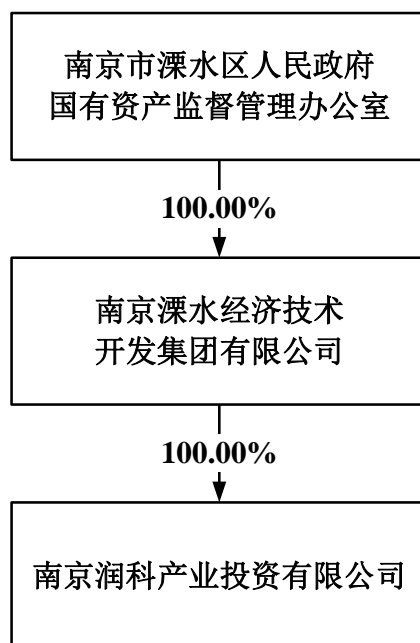 南京市溧水区人民政府
国有资产监督管理办公室
100.00%
南京溧水经济技术
开发集团有限公司
100.00%
南京润科产业投资有限公司